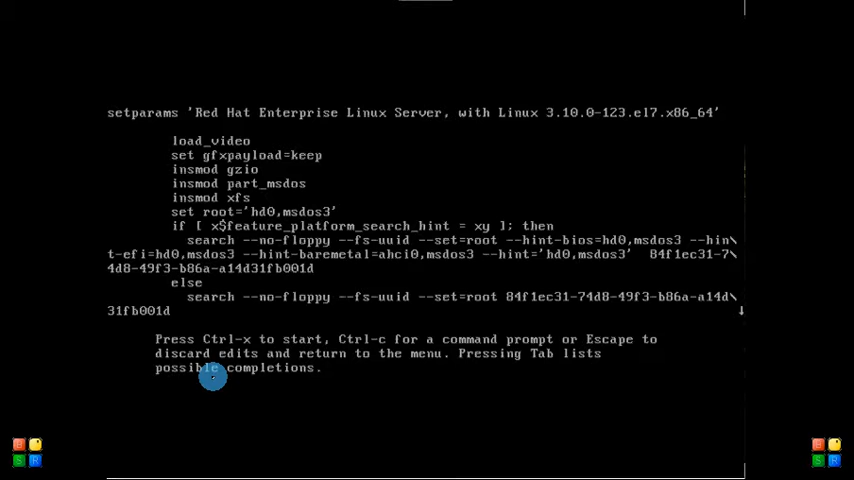 setparams 'Red Hat Enterprise Linux Server, with Linux 3.10.0-123.el7.x86_64'
load_video
set gfxpayload=keep
insmod gzio
insmod part_msdos
insmod xfs
set root='hd0,msdos3'
if [ x$feature_platform_search_hint = xy ]; then
search --no-floppy --fs-uuid --set=root --hint-bios=hd0,msdos3 --hin\
t-efi=hd0,msdos3 --hint-baremetal=ahci0,msdos3 --hint='hd0,msdos3'  84f1ec31-7\
4d8-49f3-b86a-a14d31fb001d
else
search --no-floppy --fs-uuid --set=root 84f1ec31-74d8-49f3-b86a-a14d\
31fb001d
Press Ctrl-x to start, Ctrl-c for a command prompt or Escape to
discard edits and return to the menu. Pressing Tab lists
possible completions.
E
S R
E
S R